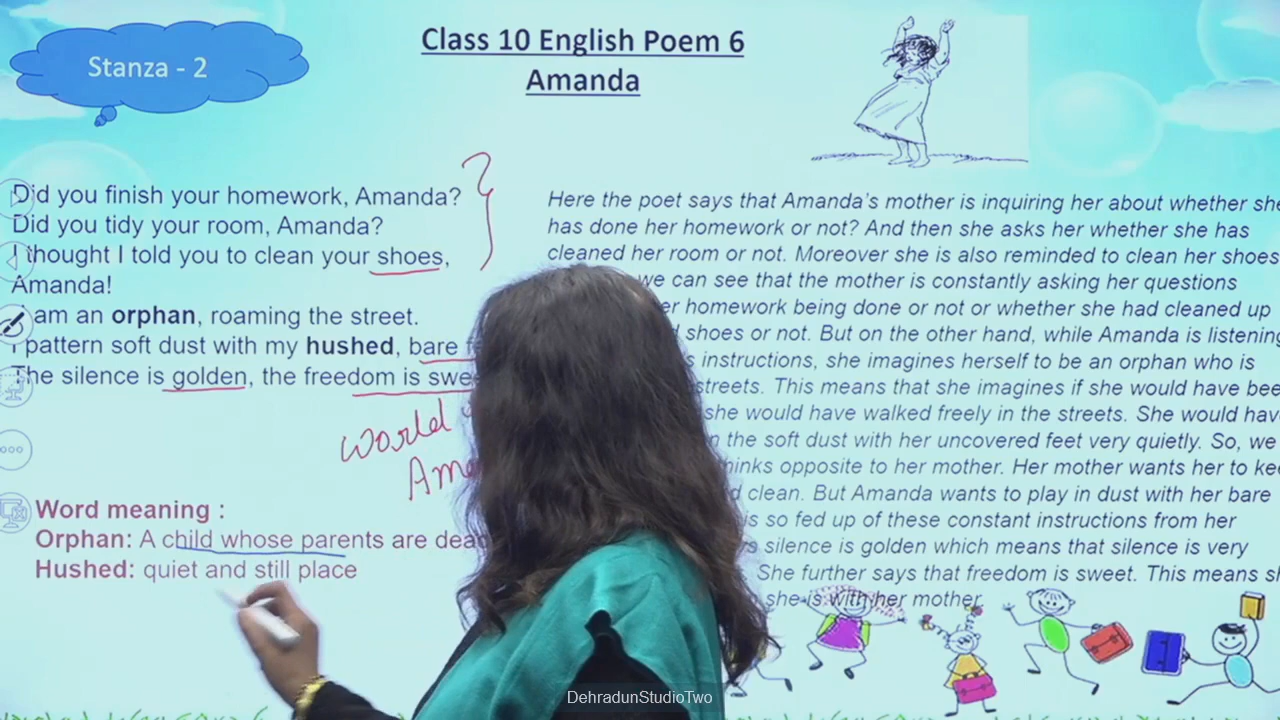 Stanza - 2
Class 10 English Poem 6
Amanda
Did you finish your homework, Amanda?
Did you tidy your room, Amanda?
I thought I told you to clean your shoes,
Amanda!
am an orphan, roaming the street.
I pattern soft dust with my hushed, bare
The silence is golden, the freedom is
World
Word meaning :
Orphan: A child whose parents are dead
Hushed: quiet and still place
Here the poet says that Amanda's mother is inquiring her about whether she
has done her homework or not? And then she asks her whether she has
cleaned her room or not. Moreover she is also reminded to clean her shoes
we can see that the mother is constantly asking her questions
homework being done or not or whether she had cleaned up
shoes or not. But on the other hand, while Amanda is listening
instructions, she imagines herself to be an orphan who is
streets. This means that she imagines if she would have been
she would have walked freely in the streets. She would have
the soft dust with her uncovered feet very quietly. So, we
opposite to her mother. Her mother wants her to keep
clean. But Amanda wants to play in dust with her bare
is so fed up of these constant instructions from her
silence is golden which means that silence is very
She further says that freedom is sweet. This means
she is with her mother.
DehradunStudioTwo